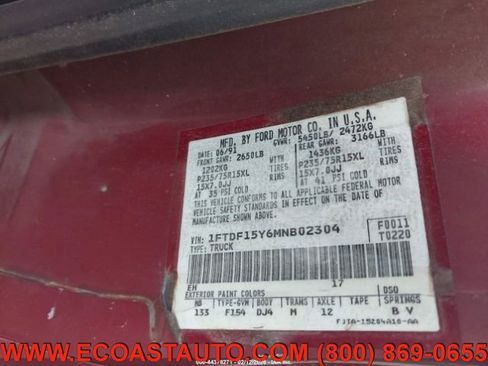 MFD. BY FORD MOTOR CO. IN U.S.A.
DATE: 06/91 GVWR: 5450LB/ 2472KG
FRONT GAWR: 2650LB REAR GAWR: 3166LB
1202KG WITH 1436KG WITH
P235/75R15XL TIRES P235/75R15XL TIRES
15X7.0JJ RIMS 15X7.0JJ RIMS
AT 35 PSI COLD AT 41 PSI COLD
THIS VEHICLE CONFORMS TO ALL APPLICABLE FEDERAL MOTOR
VEHICLE SAFETY STANDARDS IN EFFECT ON THE DATE OF
MANUFACTURE SHOWN ABOVE.
VIN: 1FTDF15Y6MNB02304 F0011
TYPE: TRUCK T0220
EH 17 DSO
EXTERIOR PAINT COLORS
WB TYPE-GVW BODY TRANS AXLE TAPE SPRINGS
133 F154 DJ4 M 12 B V
WWW.ECOASTAUTO.COM (800) 869-0655